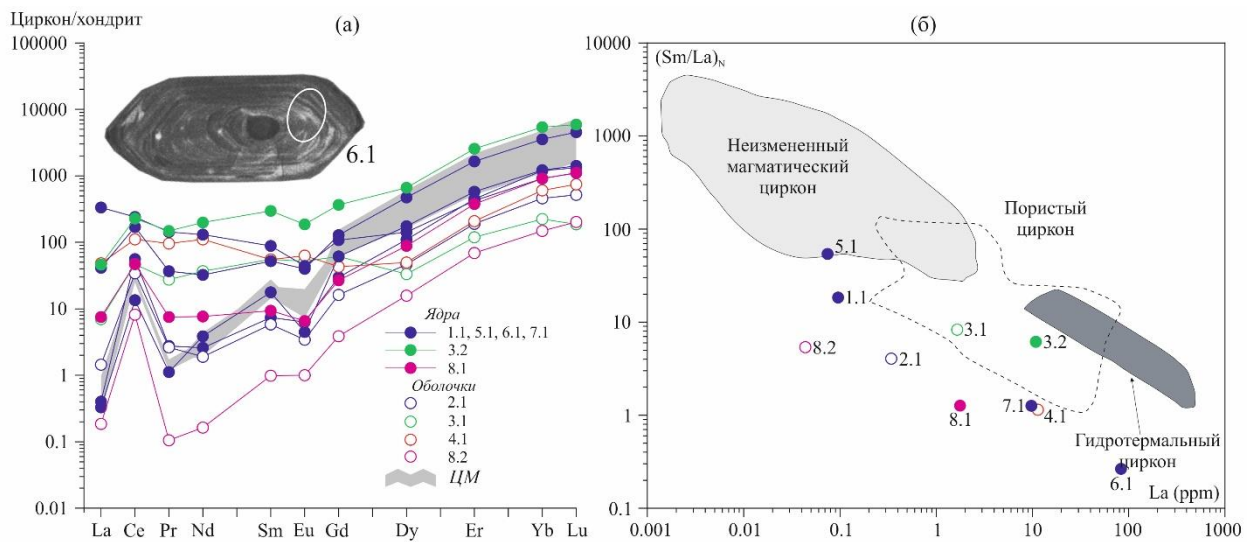 Циркон/хондрит
(а)
100000
10000
1000
100
10
1
0.1
0.01
6.1
Ядра
1.1, 5.1, 6.1, 7.1
3.2
8.1
Оболочки
2.1
3.1
4.1
8.2
ЦМ
La Ce Pr Nd Sm Eu Gd Dy Er Yb Lu
(б)
10000
1000
100
10
1
0.1
(Sm/La)N
Неизмененный
магматический
циркон
Пористый
циркон
5.1
1.1
3.1
3.2
8.2
2.1
8.1
7.1
4.1
6.1
Гидротермальный
циркон
La (ppm)
0.001 0.01 0.1 1 10 100 1000